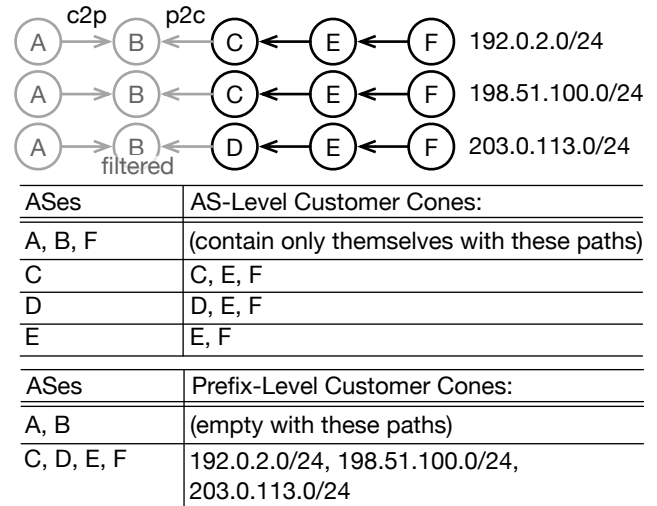 c2p p2c
A B C E F 192.0.2.0/24
A B C E F 198.51.100.0/24
A B D E F 203.0.113.0/24
filtered
ASes AS-Level Customer Cones:
A, B, F (contain only themselves with these paths)
C C, E, F
D D, E, F
E E, F
ASes Prefix-Level Customer Cones:
A, B (empty with these paths)
C, D, E, F 192.0.2.0/24, 198.51.100.0/24,
203.0.113.0/24